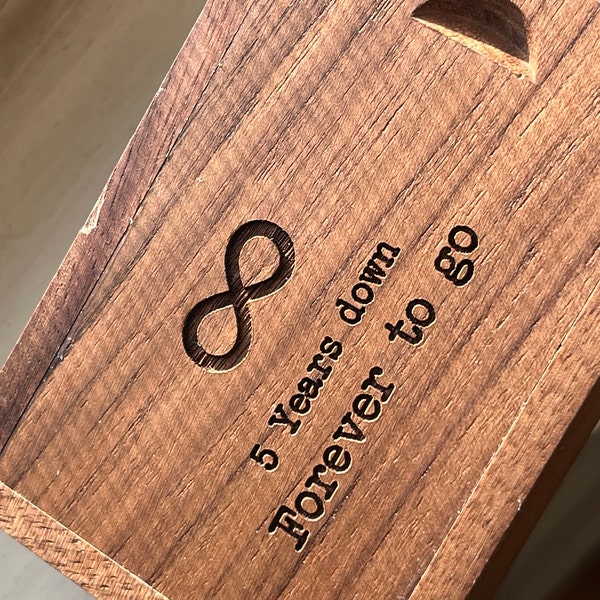 5 Years down
Forever to go